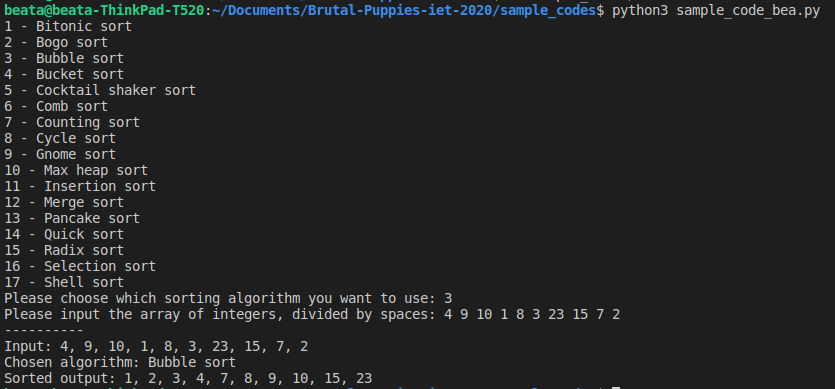 beata@beata-ThinkPad-T520:~/Documents/Brutal-Puppies-iet-2020/sample_codes$ python3 sample_code_bea.py
1 - Bitonic sort
2 - Bogo sort
3 - Bubble sort
4 - Bucket sort
5 - Cocktail shaker sort
6 - Comb sort
7 - Counting sort
8 - Cycle sort
9 - Gnome sort
10 - Max heap sort
11 - Insertion sort
12 - Merge sort
13 - Pancake sort
14 - Quick sort
15 - Radix sort
16 - Selection sort
17 - Shell sort
Please choose which sorting algorithm you want to use: 3
Please input the array of integers, divided by spaces: 4 9 10 1 8 3 23 15 7 2
----------
Input: 4, 9, 10, 1, 8, 3, 23, 15, 7, 2
Chosen algorithm: Bubble sort
Sorted output: 1, 2, 3, 4, 7, 8, 9, 10, 15, 23